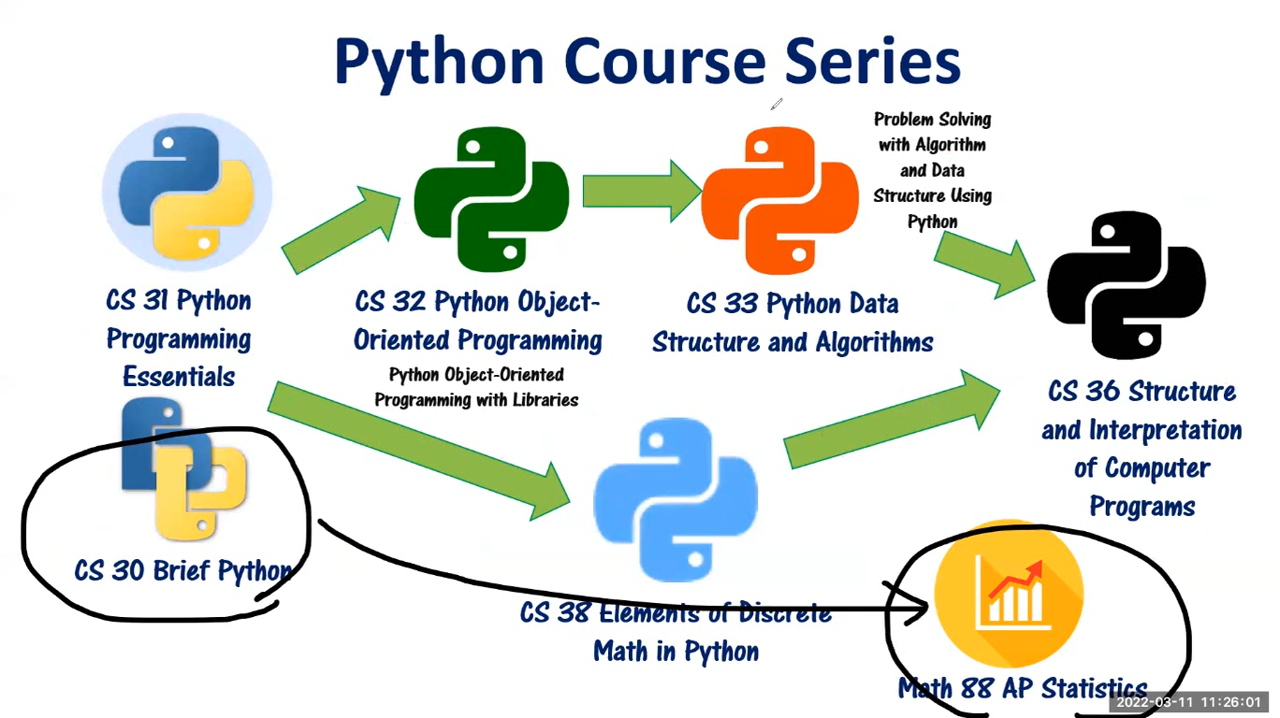 Python Course Series
Problem Solving
with Algorithm
and Data
Structure Using
Python
CS 31 Python
Programming
Essentials
CS 32 Python Object-
Oriented Programming
Python Object-Oriented
Programming with Libraries
CS 33 Python Data
Structure and Algorithms
CS 36 Structure
and Interpretation
of Computer
Programs
CS 30 Brief Python
CS 38 Elements of Discrete
Math in Python
Math 88 AP Statistics
2022-03-11 11:26:01